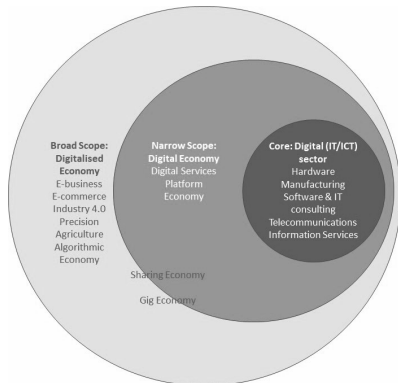 Broad Scope:
Digitalised
Economy
E-business
E-commerce
Industry 4.0
Precision
Agriculture
Algorithmic
Economy
Narrow Scope:
Digital Economy
Digital Services
Platform
Economy
Core: Digital (IT/ICT)
sector
Hardware
Manufacturing
Software & IT
consulting
Telecommunications
Information Services
Sharing Economy
Gig Economy